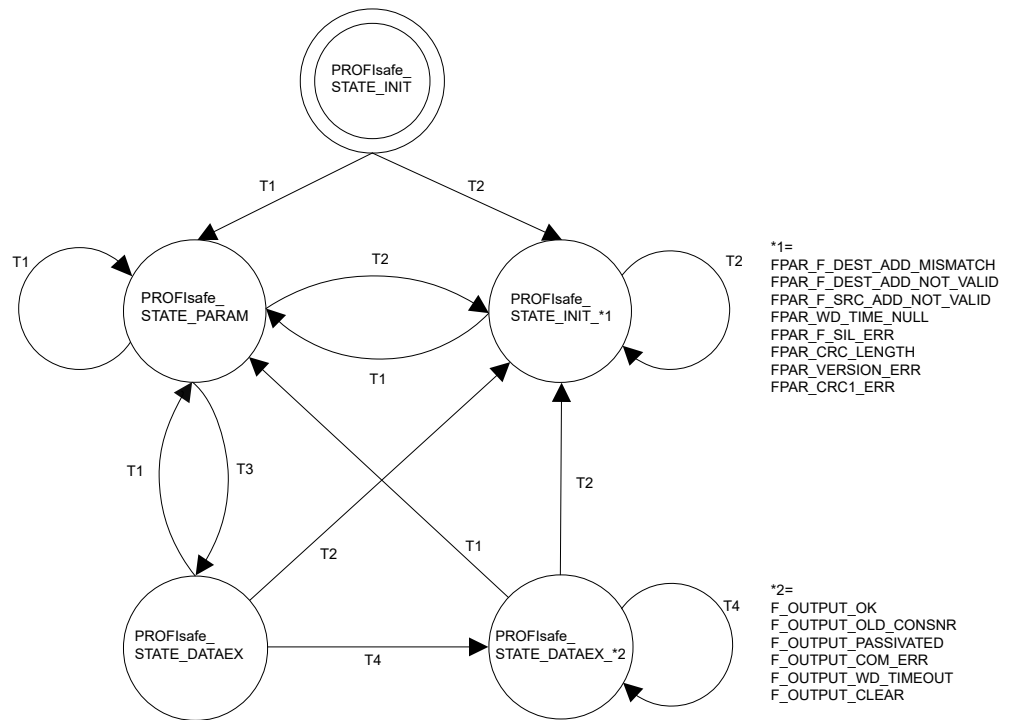 PROFIsafe_
STATE_INIT
T1
T2
T1
PROFIsafe_
STATE_PARAM
T2
T1
PROFIsafe_
STATE_INIT_*1
T2
*1=
FPAR_F_DEST_ADD_MISMATCH
FPAR_F_DEST_ADD_NOT_VALID
FPAR_F_SRC_ADD_NOT_VALID
FPAR_WD_TIME_NULL
FPAR_F_SIL_ERR
FPAR_CRC_LENGTH
FPAR_VERSION_ERR
FPAR_CRC1_ERR
T1
T3
T2
T1
T2
PROFIsafe_
STATE_DATAEX
T4
PROFIsafe_
STATE_DATAEX_*2
T4
*2=
F_OUTPUT_OK
F_OUTPUT_OLD_CONSNR
F_OUTPUT_PASSIVATED
F_OUTPUT_COM_ERR
F_OUTPUT_WD_TIMEOUT
F_OUTPUT_CLEAR